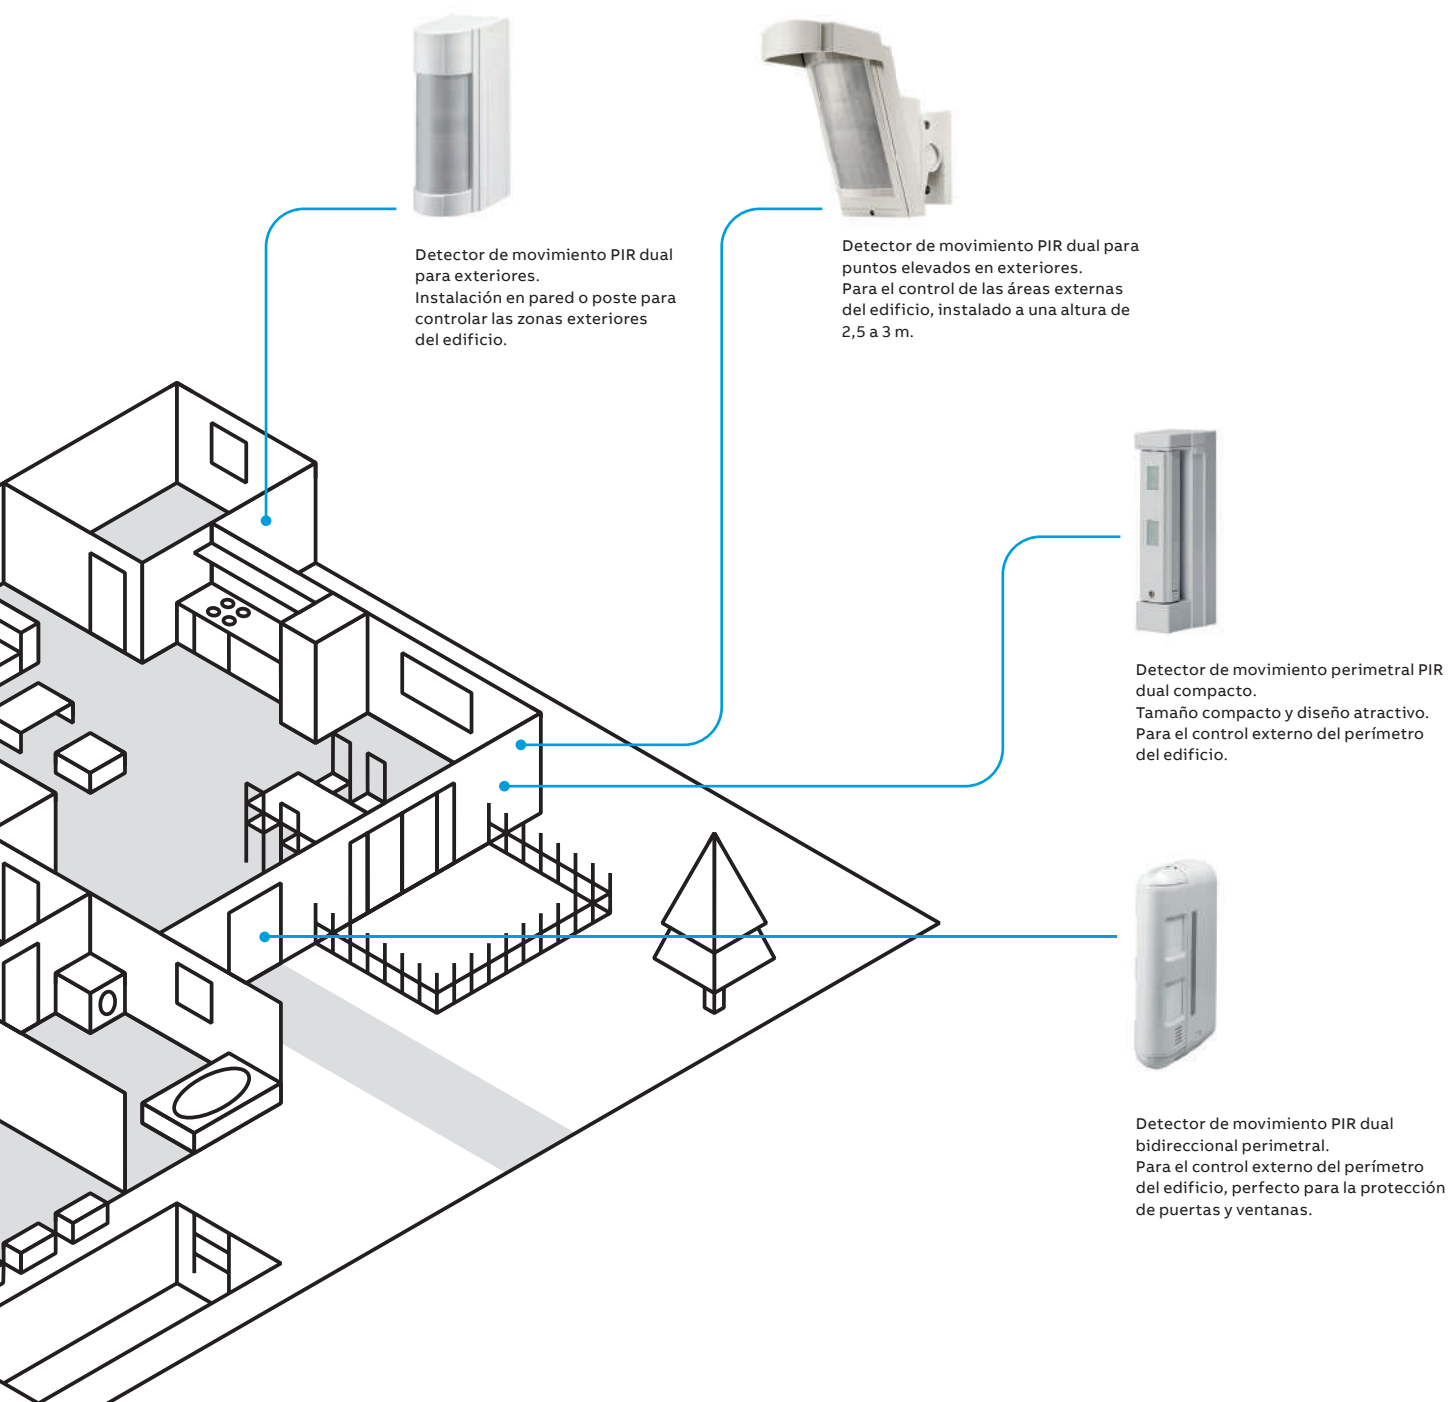 Detector de movimiento PIR dual
para exteriores.
Instalación en pared o poste para
controlar las zonas exteriores
del edificio.
Detector de movimiento PIR dual para
puntos elevados en exteriores.
Para el control de las áreas externas
del edificio, instalado a una altura de
2,5 a 3 m.
Detector de movimiento perimetral PIR
dual compacto.
Tamaño compacto y diseño atractivo.
Para el control externo del perímetro
del edificio.
Detector de movimiento PIR dual
bidireccional perimetral.
Para el control externo del perímetro
del edificio, perfecto para la protección
de puertas y ventanas.